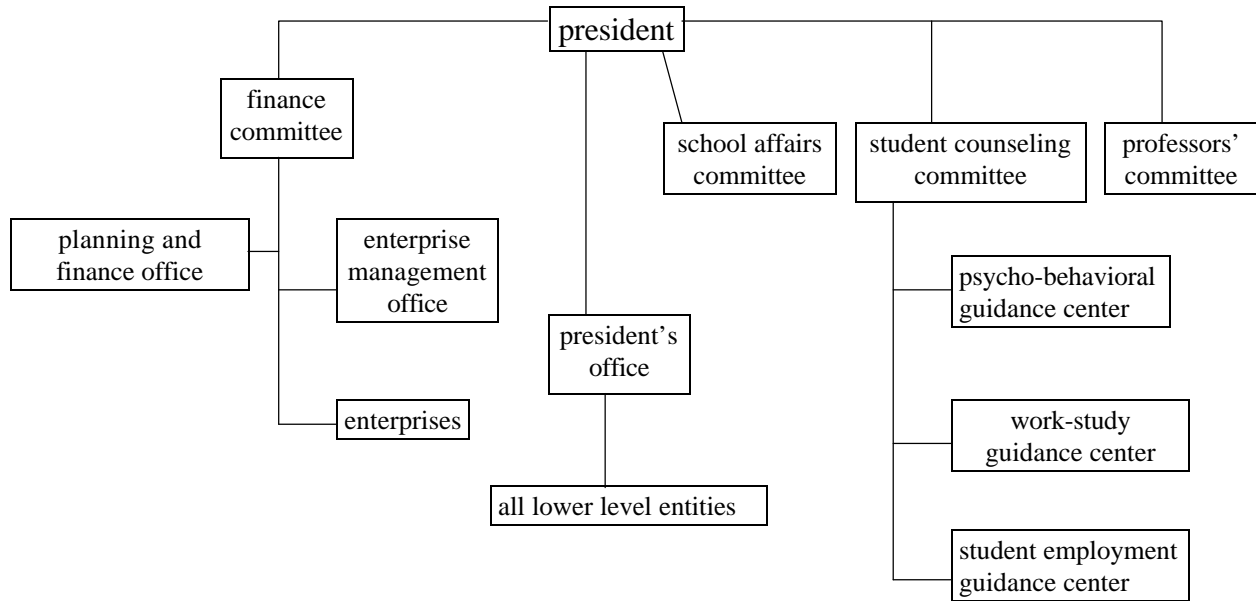 president
finance
committee
school affairs
committee
student counseling
committee
professors’
committee
planning and
finance office
enterprise
management
office
psycho-behavioral
guidance center
president’s
office
enterprises
work-study
guidance center
all lower level entities
student employment
guidance center